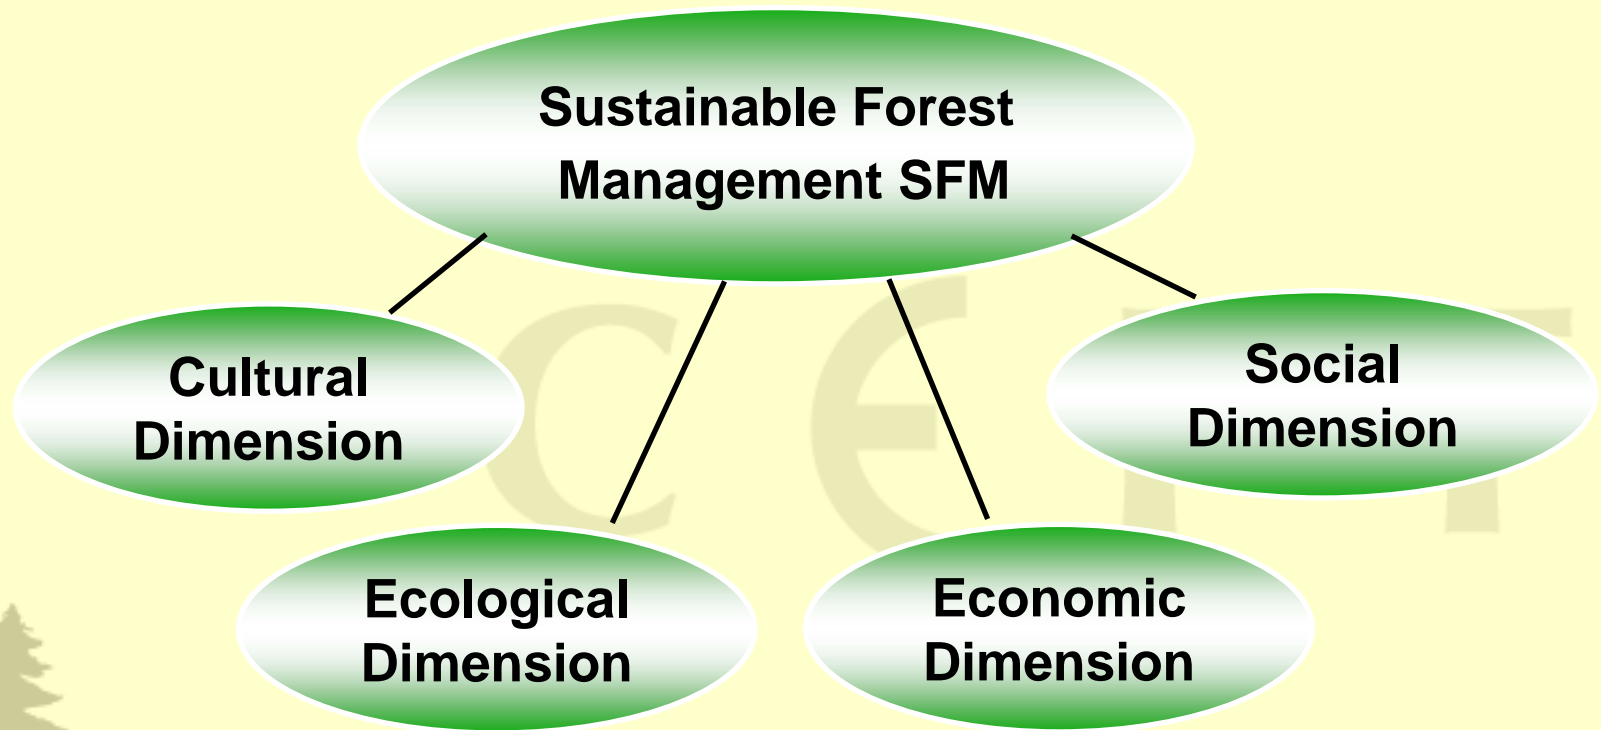 Sustainable Forest
Management SFM
Cultural
Dimension
Social
Dimension
Ecological
Dimension
Economic
Dimension